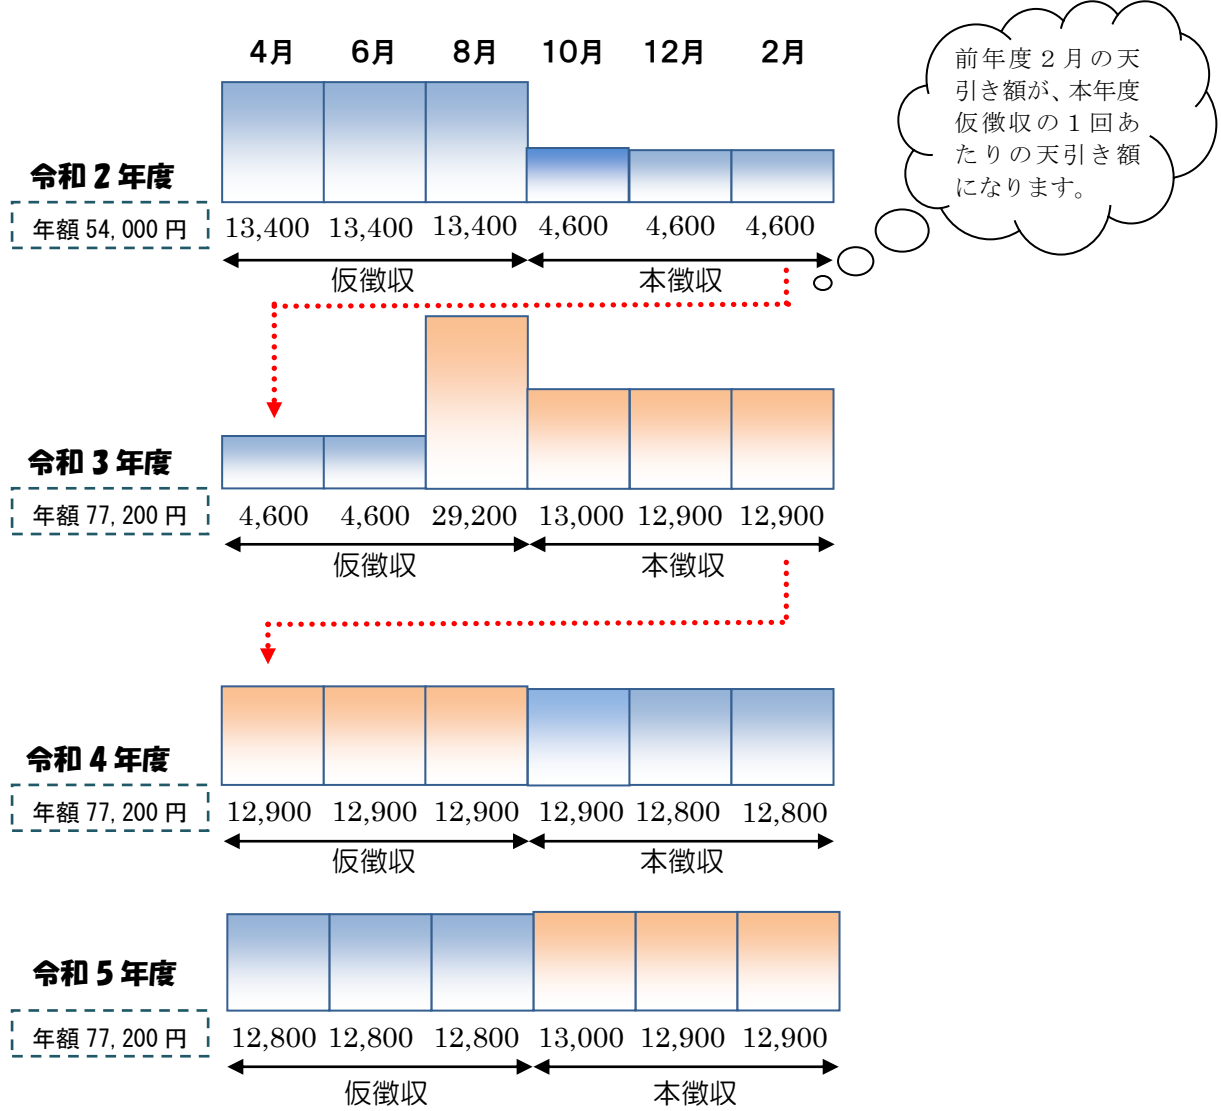 4月 6月 8月 10月 12月 2月
前年度２月の天
引き額が、本年度
仮徴収の１回あ
たりの天引き額
になります。
令和２年度
年額 54,000 円
13,400 13,400 13,400 4,600 4,600 4,600
仮徴収 本徴収
令和３年度
年額 77,200 円
4,600 4,600 29,200 13,000 12,900 12,900
仮徴収 本徴収
令和４年度
年額 77,200 円
12,900 12,900 12,900 12,900 12,800 12,800
仮徴収 本徴収
令和５年度
年額 77,200 円
12,800 12,800 12,800 13,000 12,900 12,900
仮徴収 本徴収